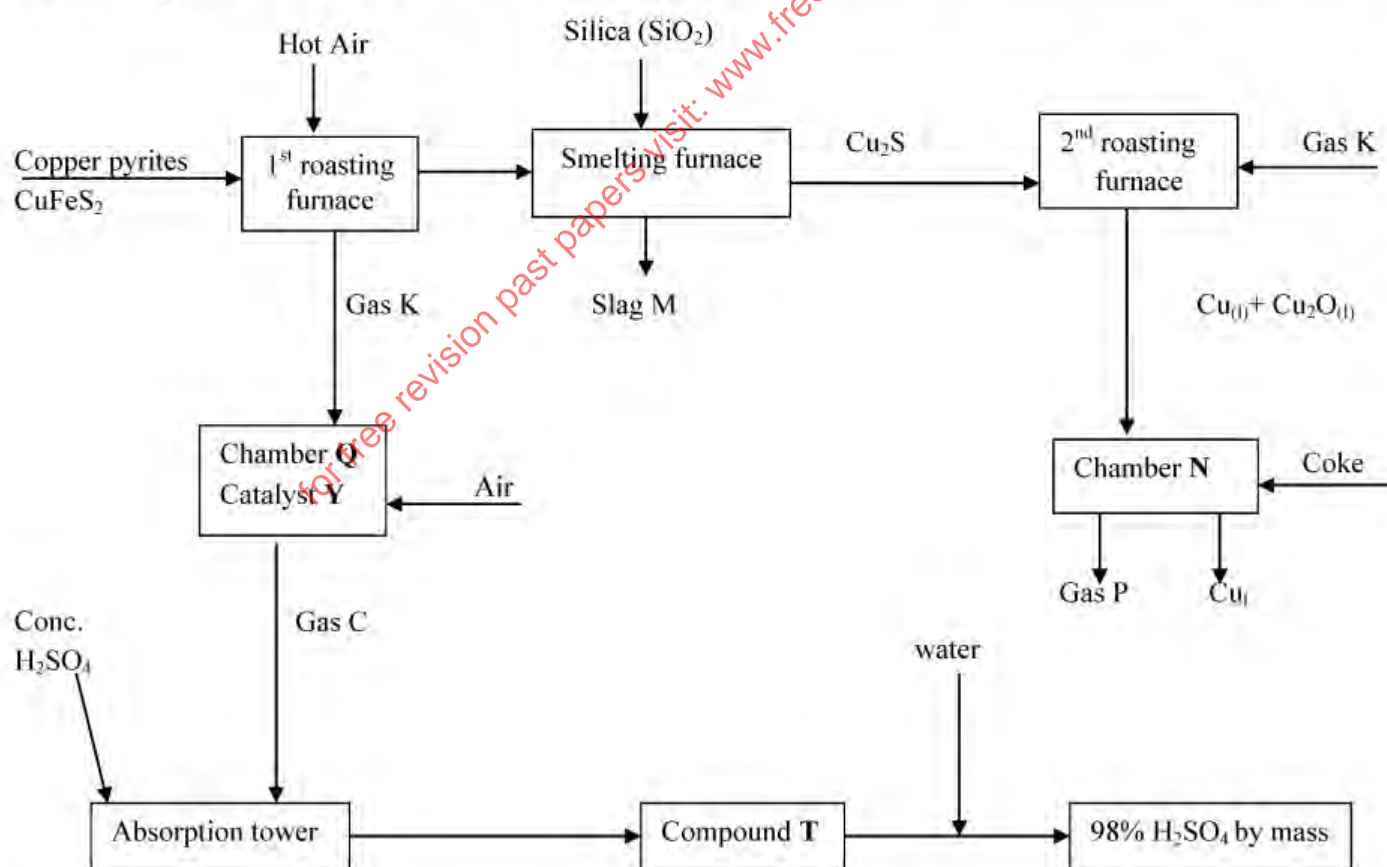 Hot Air
Silica (SiO₂)
Copper pyrites
CuFeS₂
1st roasting
furnace
Smelting furnace
Cu₂S
2nd roasting
furnace
Gas K
Gas K
Slag M
Cu(l)+ Cu₂O(l)
Chamber Q
Catalyst Y
Air
Chamber N
Coke
Gas P
Cul
Conc.
H₂SO₄
Gas C
water
Absorption tower
Compound T
98% H₂SO₄ by mass
for free revision past papers visit: www.free